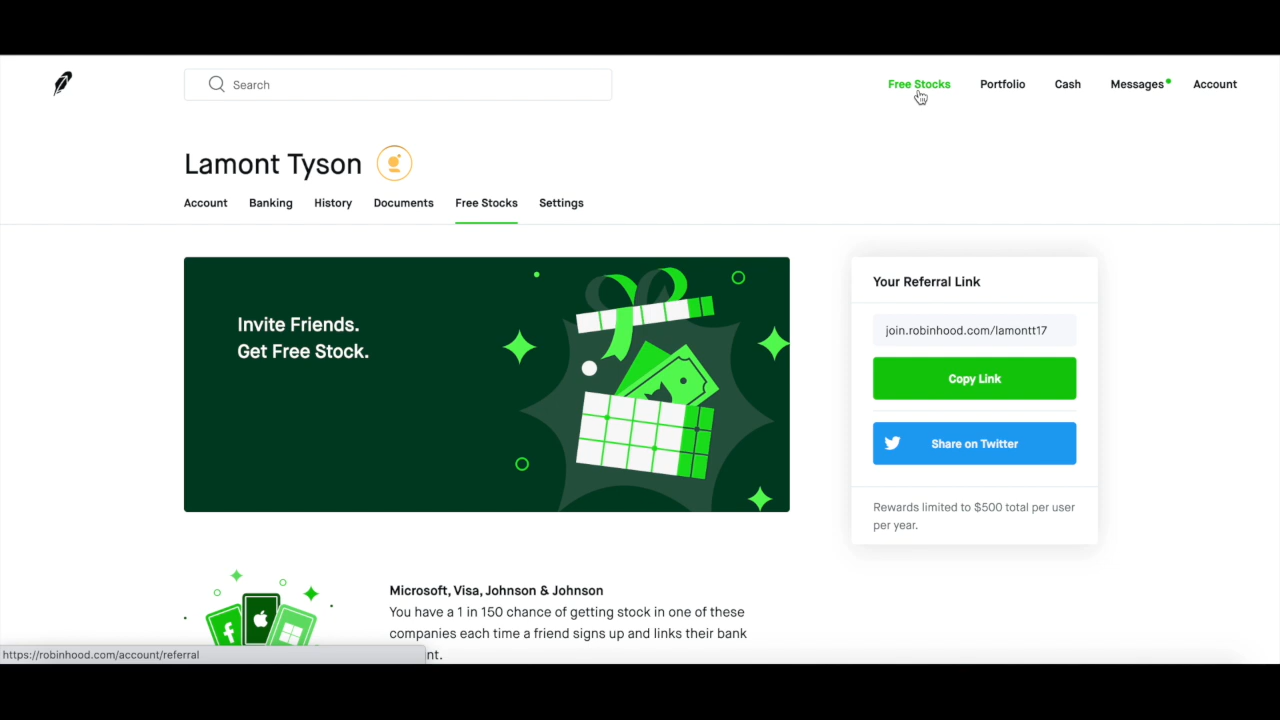 Search
Free Stocks
Portfolio
Cash
Messages
Account
Lamont Tyson
Account
Banking
History
Documents
Free Stocks
Settings
Invite Friends.
Get Free Stock.
Your Referral Link
join.robinhood.com/lamontt17
Copy Link
Share on Twitter
Rewards limited to $500 total per user
per year.
Microsoft, Visa, Johnson & Johnson
You have a 1 in 150 chance of getting stock in one of these
companies each time a friend signs up and links their bank
nt.
https://robinhood.com/account/referral